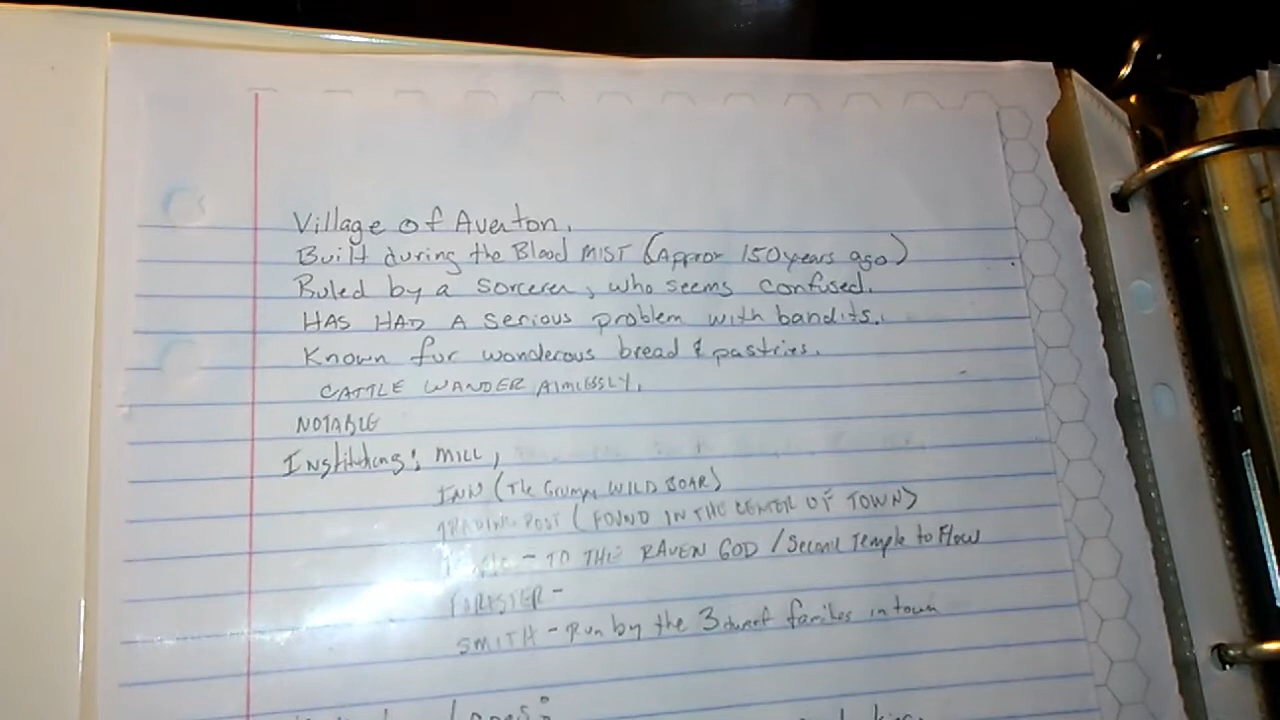 Village of Averton.
Built during the Blood MIST (Approx 150 years ago)
Ruled by a sorcerer, who seems confused.
HAS HAD A serious problem with bandits.
Known for wonderous bread & pastries.
CATTLE WANDER AIMLESSLY.
NOTABLE
Institutions: MILL,
INN (The Grumpy WILD BOAR)
TRADING POST (FOUND IN THE CENTER OF TOWN)
Temple - TO THE RAVEN GOD / Second Temple to Flow
FORESTER -
SMITH - Run by the 3 dwarf families in town